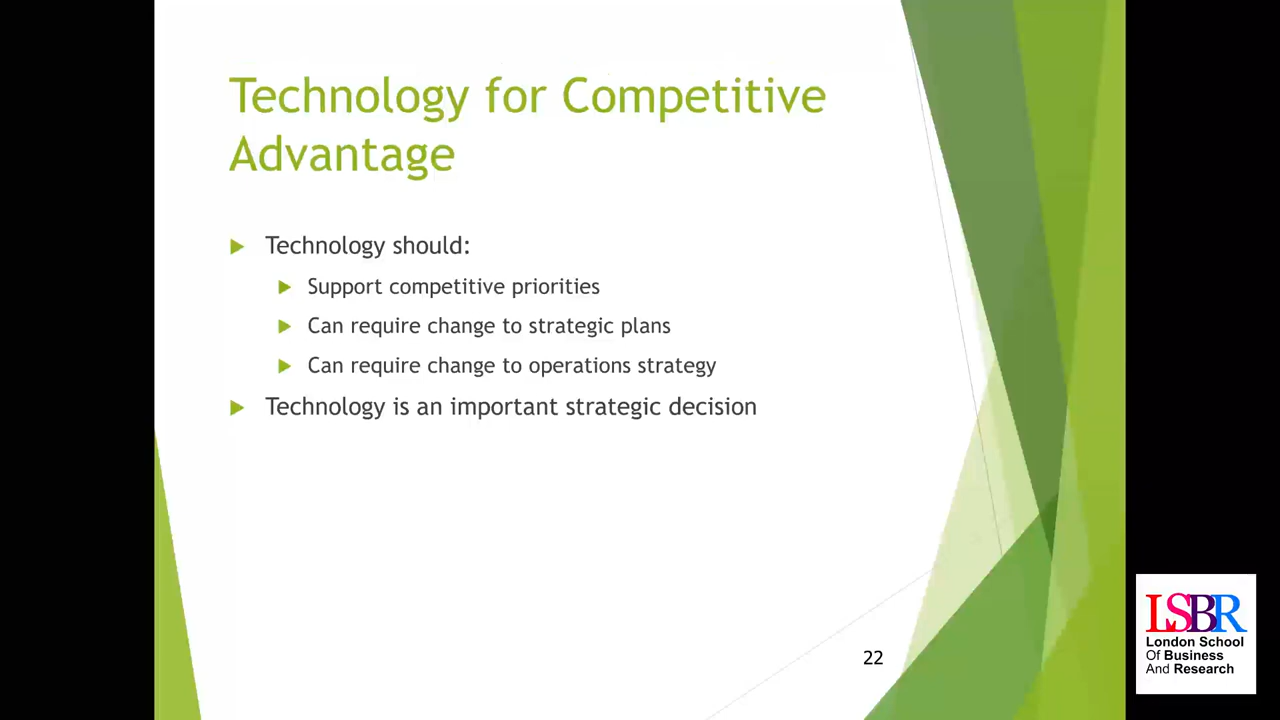 Technology for Competitive
Advantage
Technology should:
Support competitive priorities
Can require change to strategic plans
Can require change to operations strategy
Technology is an important strategic decision
22
LSBR
London School
Of Business
And Research